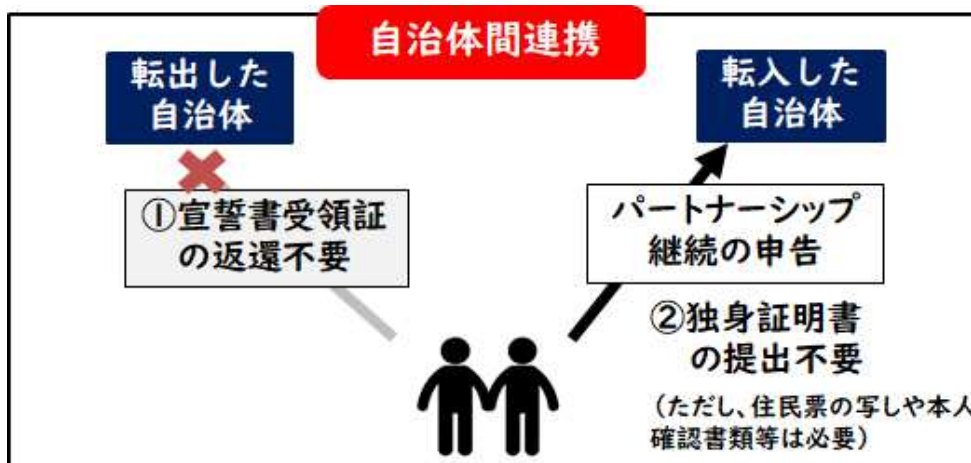 自治体間連携
転出した
自治体
転入した
自治体
①宣誓書受領証
の返還不要
パートナーシップ
継続の申告
②独身証明書
の提出不要
(ただし、住民票の写しや本人
確認書類等は必要)